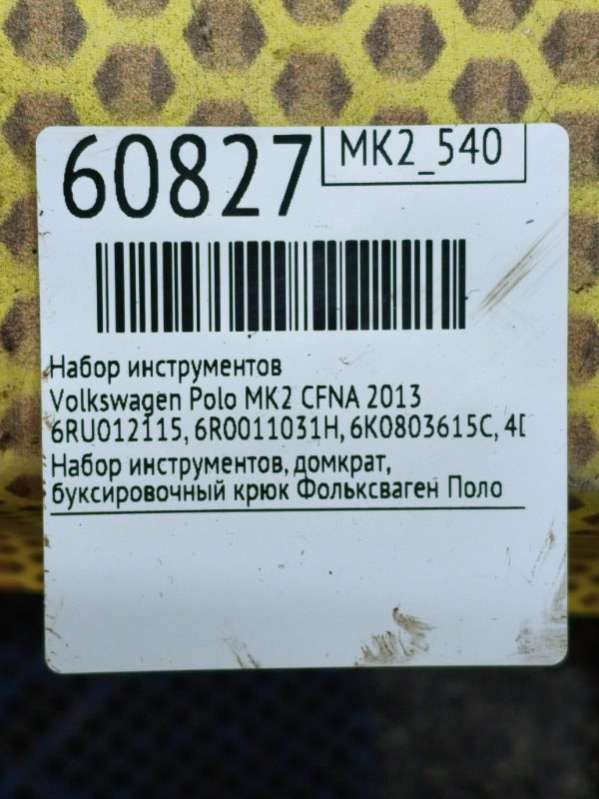 60827
MK2_540
Набор инструментов
Volkswagen Polo MK2 CFNA 2013
6RU012115, 6R0011031H, 6K0803615C, 4
Набор инструментов, домкрат,
буксировочный крюк Фольксваген Поло